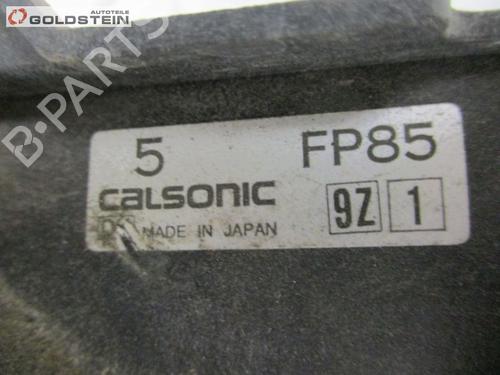 AUTOTEILE
GOLDSTEIN
B-PARTS
5 FP85
CALSONIC 9Z 1
MADE IN JAPAN